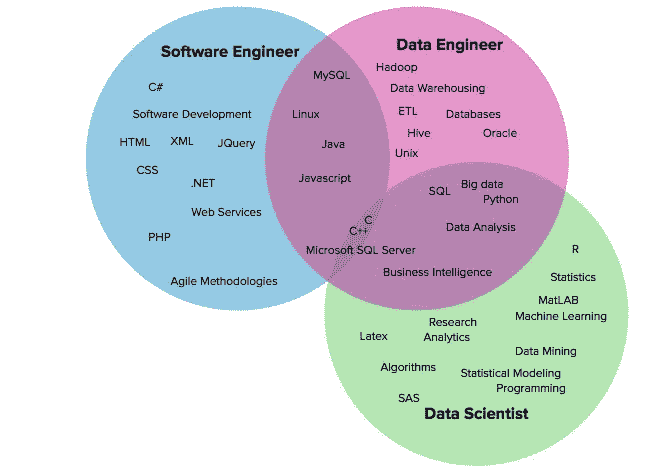 Software Engineer
C#
Software Development
HTML
XML
JQuery
CSS
.NET
Web Services
PHP
Agile Methodologies
MySQL
Linux
Java
Javascript
C
C++
Microsoft SQL Server
Data Engineer
Hadoop
Data Warehousing
ETL
Databases
Hive
Oracle
Unix
SQL
Big data
Python
Data Analysis
Business Intelligence
R
Statistics
MatLAB
Machine Learning
Research
Latex
Analytics
Data Mining
Algorithms
Statistical Modeling
Programming
SAS
Data Scientist